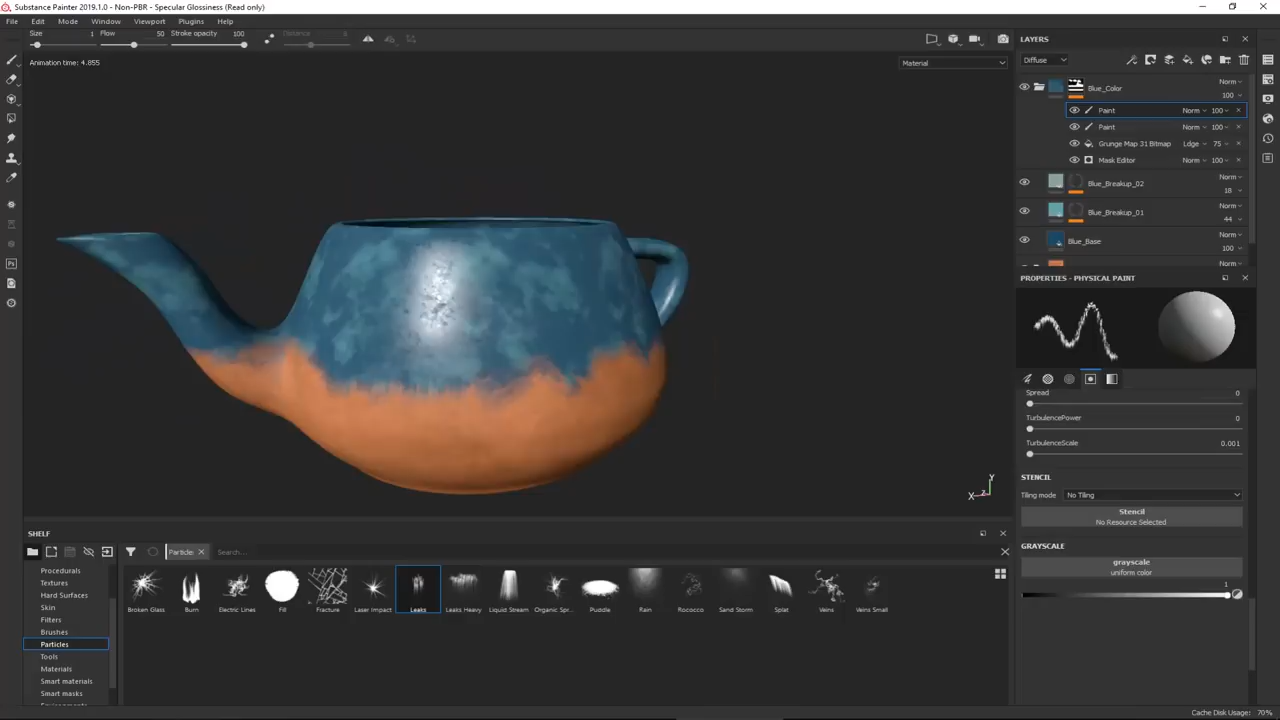 Substance Painter 2019.1.0 - Non-PBR - Specular Glossiness (Read only)
File Edit Mode Window Viewport Plugins Help
Size 1 Flow 50 Stroke opacity 100 Distance 8
Animation time: 4.855
Material
LAYERS
Diffuse
Blue_Color Norm 100
Paint Norm 100
Paint Norm 100
Grunge Map 31 Bitmap Ldge 75
Mask Editor Norm 100
Blue_Breakup_02 Norm 18
Blue_Breakup_01 Norm 44
Blue_Base Norm 100
Norm
PROPERTIES - PHYSICAL PAINT
Spread 0
TurbulencePower 0
TurbulenceScale 0.001
STENCIL
Tiling mode No Tiling
Stencil
No Resource Selected
GRAYSCALE
grayscale
uniform color
1
X Z Y
SHELF
Particle Search...
Procedurals
Textures
Hard Surfaces
Skin
Filters
Brushes
Particles
Tools
Materials
Smart materials
Smart masks
Broken Glass Burn Electric Lines Fill Fracture Laser Impact Leaks Leaks Heavy Liquid Stream Organic Spr... Puddle Rain Rococco Sand Storm Splat Veins Veins Small
Cache Disk Usage: 70%